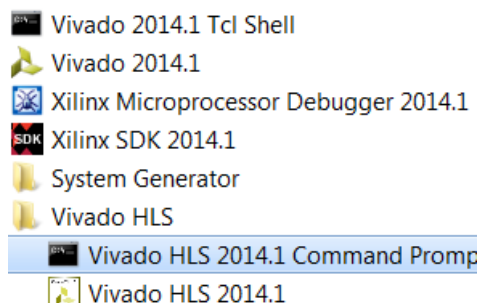 Vivado 2014.1 Tcl Shell
Vivado 2014.1
Xilinx Microprocessor Debugger 2014.1
SDK Xilinx SDK 2014.1
System Generator
Vivado HLS
Vivado HLS 2014.1 Command Promp
Vivado HLS 2014.1